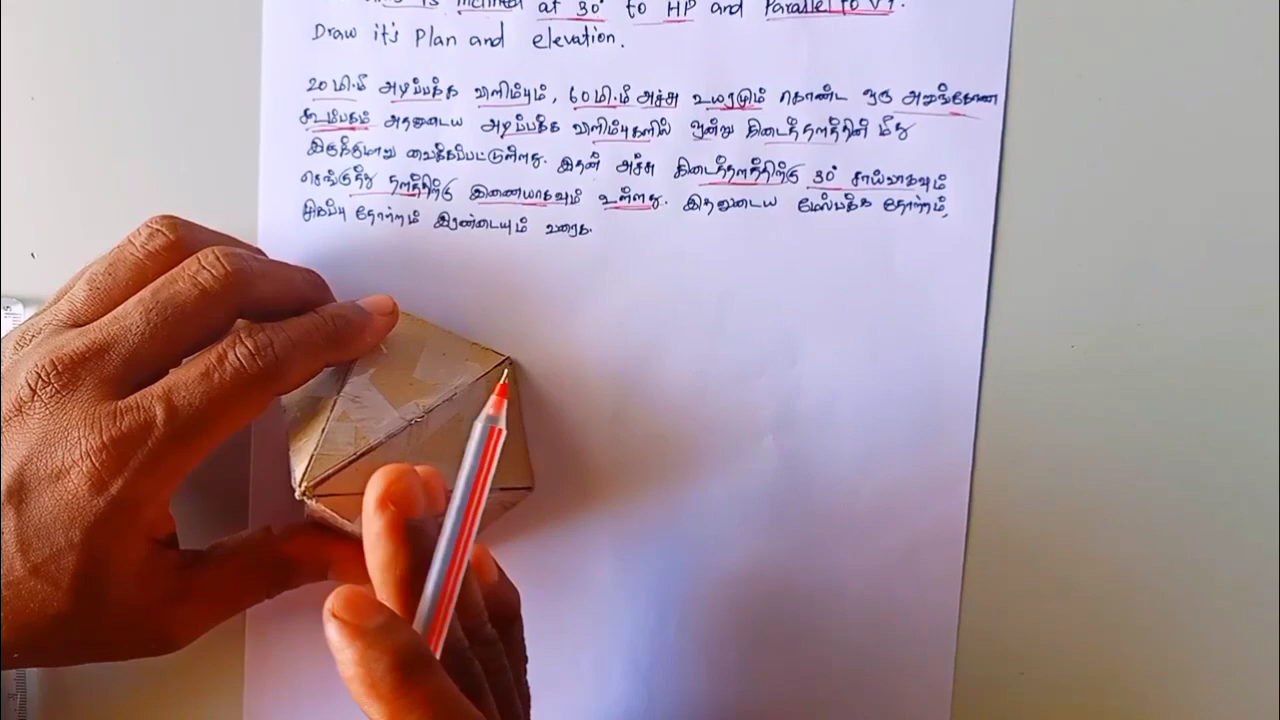 is inclined at 30° to HP and Parallel to VP.
Draw it's Plan and elevation.
20 மி.மீ அடிப்பக்க விளிம்பும், 60 மி.மீ அச்சு உயரமும் கொண்ட ஒரு அறுங்கோண
கூம்பகம் அதனுடைய அடிப்பக்க விளிம்புகளில் ஒன்று கிடைத்தளத்தின் மீது
இருக்குமாறு வைக்கப்பட்டுள்ளது. இதன் அச்சு கிடைத்தளத்திற்கு 30° சாய்வாகவும்
செங்குத்து தளத்திற்கு இணையாகவும் உள்ளது. இதனுடைய மேல்பக்க தோற்றம்,
முகப்பு தோற்றம் இரண்டையும் வரைக.